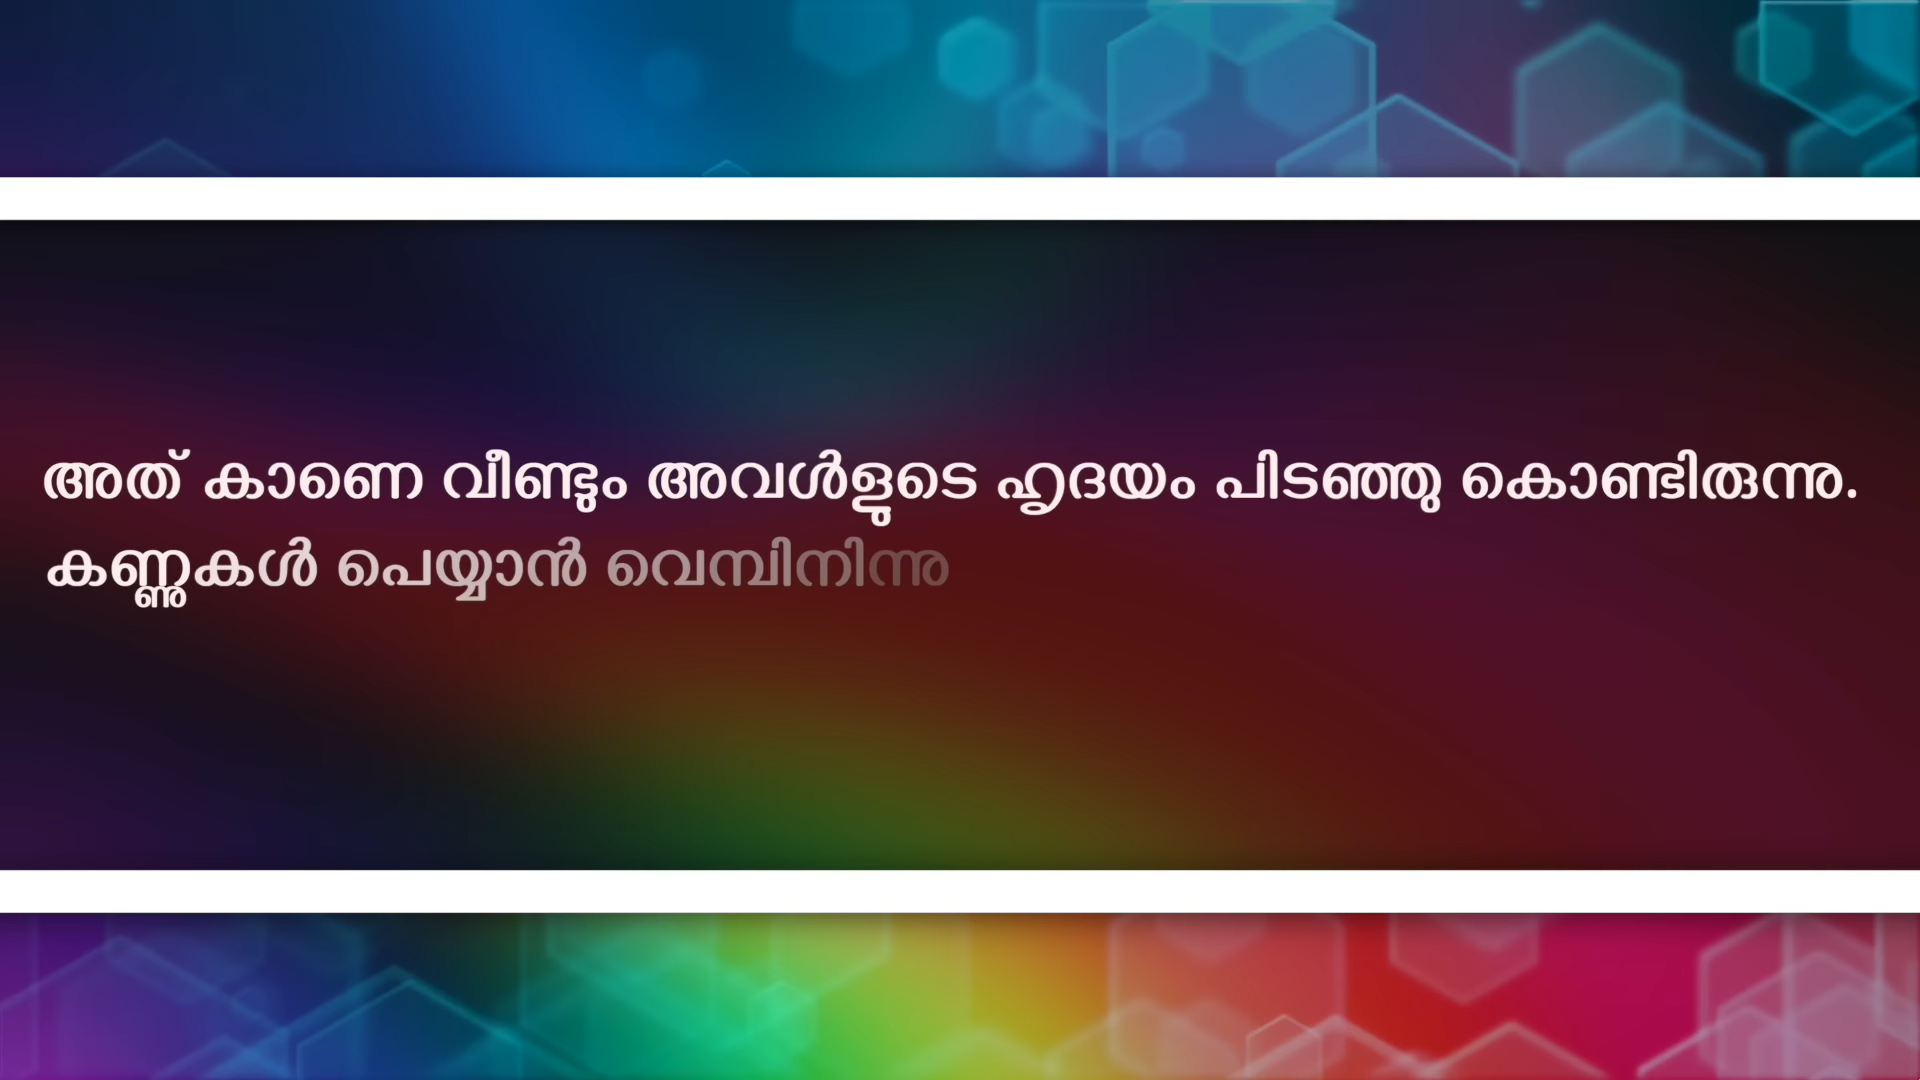 അത് കാണെ വീണ്ടും അവൾളുടെ ഹൃദയം പിടഞ്ഞു കൊണ്ടിരുന്നു.
കണ്ണുകൾ പെയ്യാൻ വെമ്പിനിന്നു